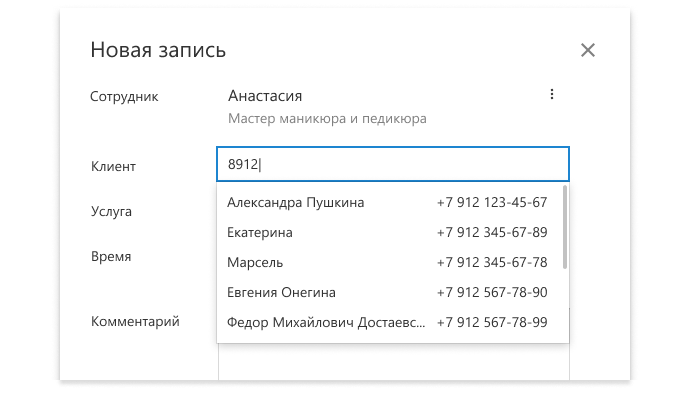 Новая запись
Сотрудник Анастасия
Мастер маникюра и педикюра
Клиент 8912
Александра Пушкина +7 912 123-45-67
Услуга
Екатерина +7 912 345-67-89
Время
Марсель +7 912 345-67-78
Евгения Онегина +7 912 567-78-90
Комментарий
Федор Михайлович Достаевс... +7 912 567-78-99